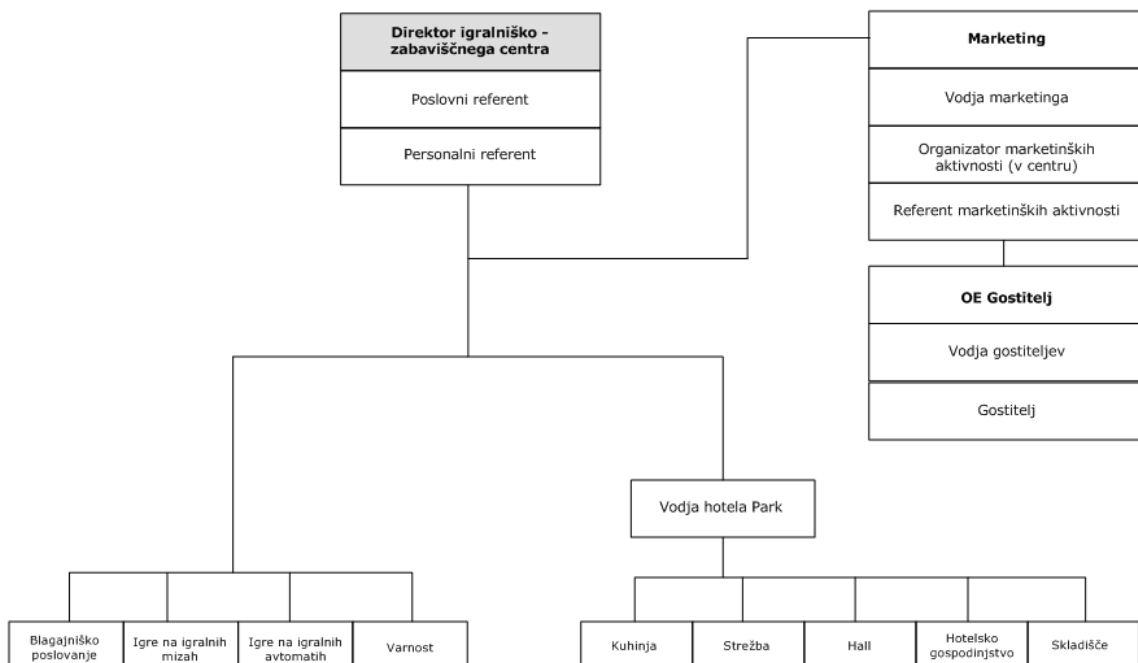 Direktor igralniško -
zabaviščnega centra
Poslovni referent
Personalni referent
Marketing
Vodja marketinga
Organizator marketinških
aktivnosti (v centru)
Referent marketinških aktivnosti
OE Gostitelj
Vodja gostiteljev
Gostitelj
Vodja hotela Park
Blagajniško
poslovanje
Igre na igralnih
mizah
Igre na igralnih
avtomatih
Varnost
Kuhinja
Strežba
Hall
Hotelsko
gospodinjstvo
Skladišče